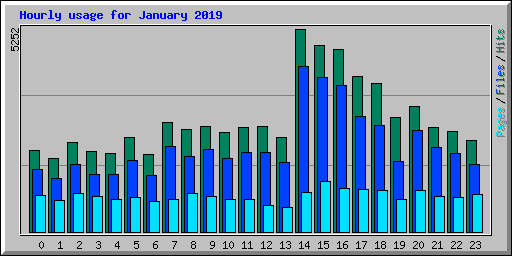 Hourly usage for January 2019
5252
Pages/Files/Hits
0 1 2 3 4 5 6 7 8 9 10 11 12 13 14 15 16 17 18 19 20 21 22 23